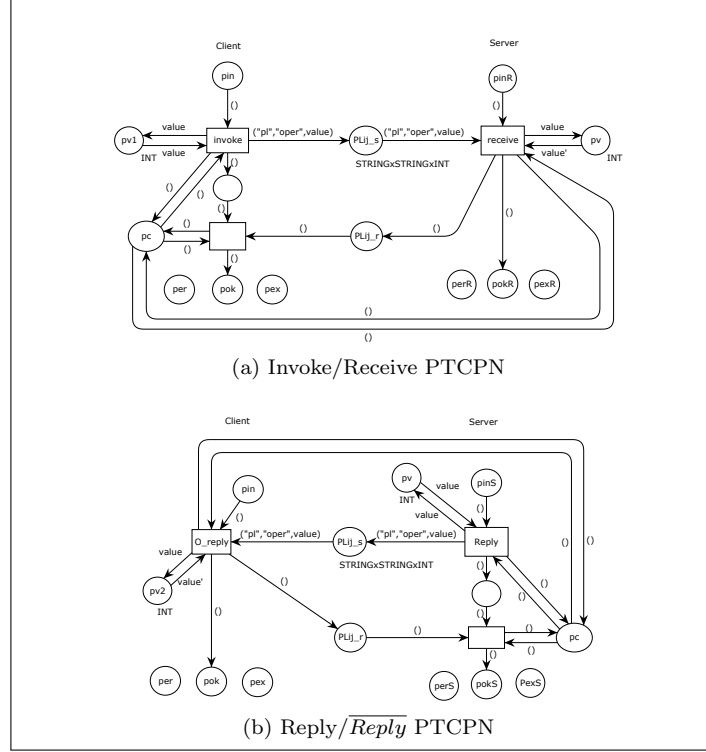 Client Server
pin pinR
() ()
value ("pl","oper",value) ("pl","oper",value) value
pv1 invoke PLij_s receive pv
INT value STRINGxSTRINGxINT value' INT
()
() ()
() ()
pc () () PLij_r () ()
() ()
per pok pex perR pokR pexR
()
()
(a) Invoke/Receive PTCPN
Client Server
pin pv value pinS
INT
() value ()
("pl","oper",value) ("pl","oper",value)
O_reply PLij_s Reply () ()
value STRINGxSTRINGxINT () ()
pv2 value' () ()
INT
() PLij_r () () () pc
() ()
per pok pex perS pokS PexS
(b) Reply/Reply PTCPN